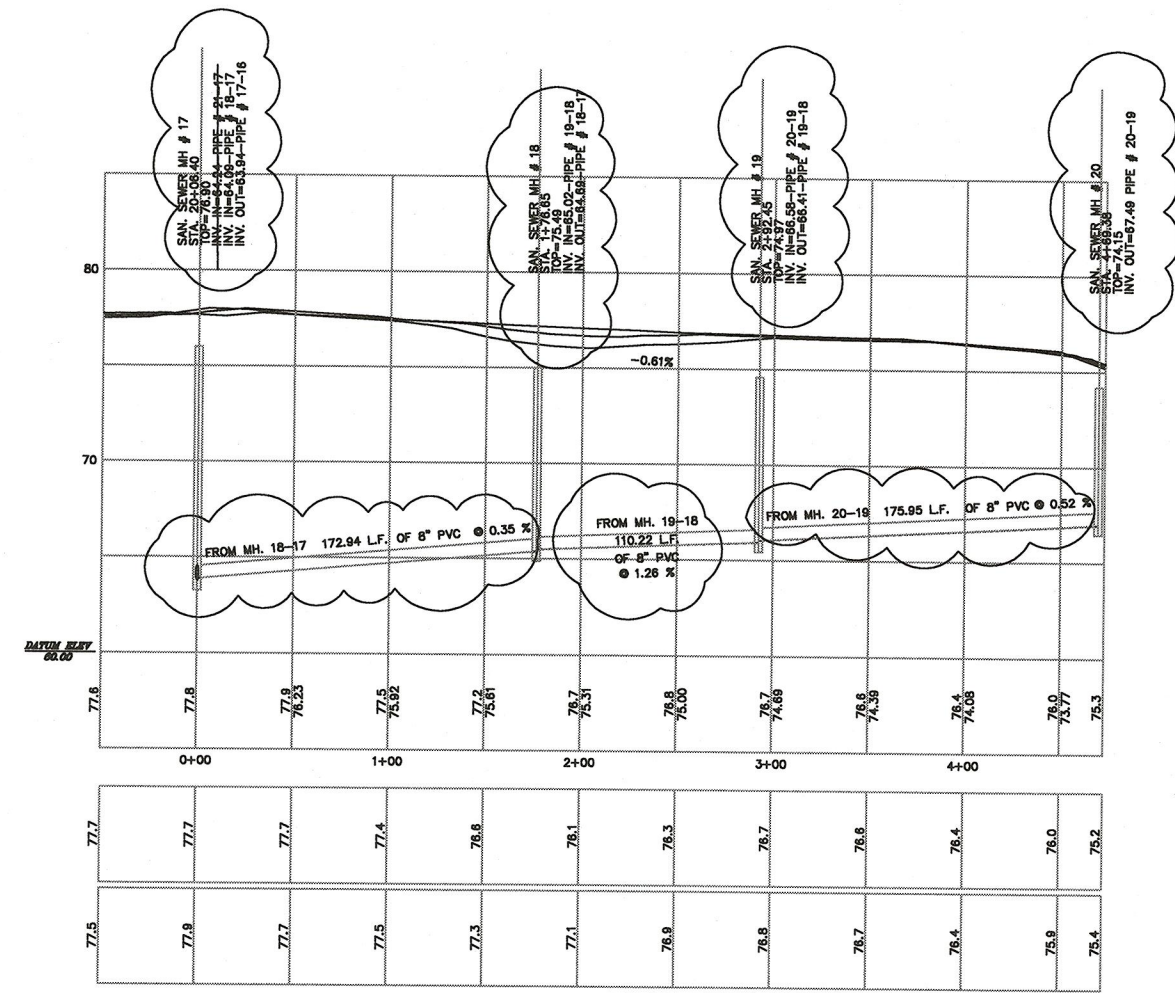 SAN. SEWER MH # 17
STA. 20+06.40
TOP=76.90
INV. IN=64.24-PIPE # 21-17
INV. IN=64.09-PIPE # 18-17
INV. OUT=63.94-PIPE # 17-16
SAN. SEWER MH # 18
STA. 1+76.65
TOP=75.49
INV. IN=65.02-PIPE # 19-18
INV. OUT=64.69-PIPE # 18-17
SAN. SEWER MH # 19
STA. 2+92.45
TOP=74.97
INV. IN=66.58-PIPE # 20-19
INV. OUT=66.41-PIPE # 19-18
SAN. SEWER MH # 20
STA. 4+69.38
TOP=74.15
INV. OUT=67.49 PIPE # 20-19
80
-0.61%
70
FROM MH. 18-17 172.94 L.F. OF 8" PVC @ 0.35 %
FROM MH. 19-18
110.22 L.F.
OF 8" PVC
@ 1.26 %
FROM MH. 20-19 175.95 L.F. OF 8" PVC @ 0.52 %
DATUM ELEV
60.00
77.6
77.8
77.9
76.23
77.5
75.92
77.2
75.61
76.7
75.31
76.8
75.00
76.7
74.69
76.6
74.39
76.4
74.08
76.0
73.77
75.3
0+00 1+00 2+00 3+00 4+00
77.7 77.7 77.7 77.4 76.6 76.1 76.3 76.7 76.6 76.4 76.0 75.2
77.5 77.9 77.7 77.5 77.3 77.1 76.9 76.8 76.7 76.4 75.9 75.4